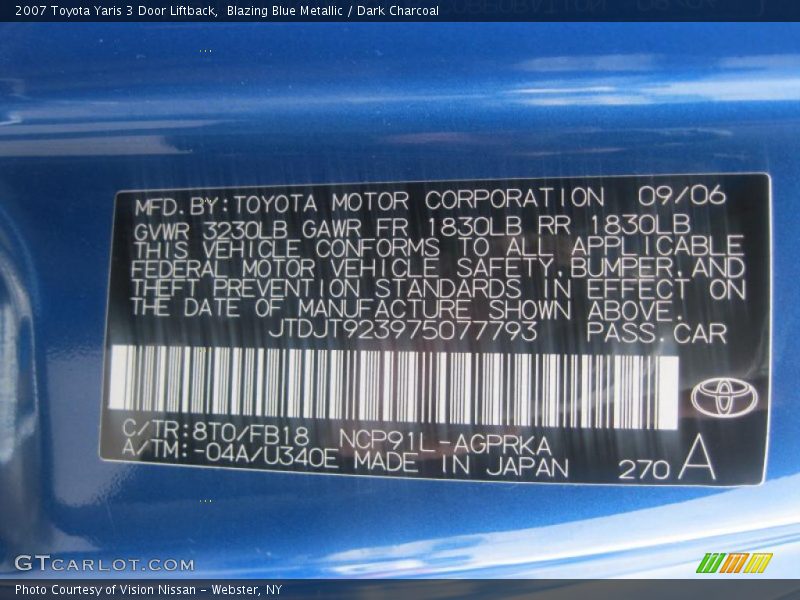 2007 Toyota Yaris 3 Door Liftback,  Blazing Blue Metallic / Dark Charcoal
MFD.BY:TOYOTA MOTOR CORPORATION 09/06
GVWR 3230LB GAWR FR 1830LB RR 1830LB
THIS VEHICLE CONFORMS TO ALL APPLICABLE
FEDERAL MOTOR VEHICLE SAFETY,BUMPER,AND
THEFT PREVENTION STANDARDS IN EFFECT ON
THE DATE OF MANUFACTURE SHOWN ABOVE.
JTDJT923975077793 PASS.CAR
C/TR:8T0/FB18 NCP91L-AGPRKA
A/TM:-04A/U340E MADE IN JAPAN 270 A
GTCARLOT.COM
Photo Courtesy of Vision Nissan - Webster, NY